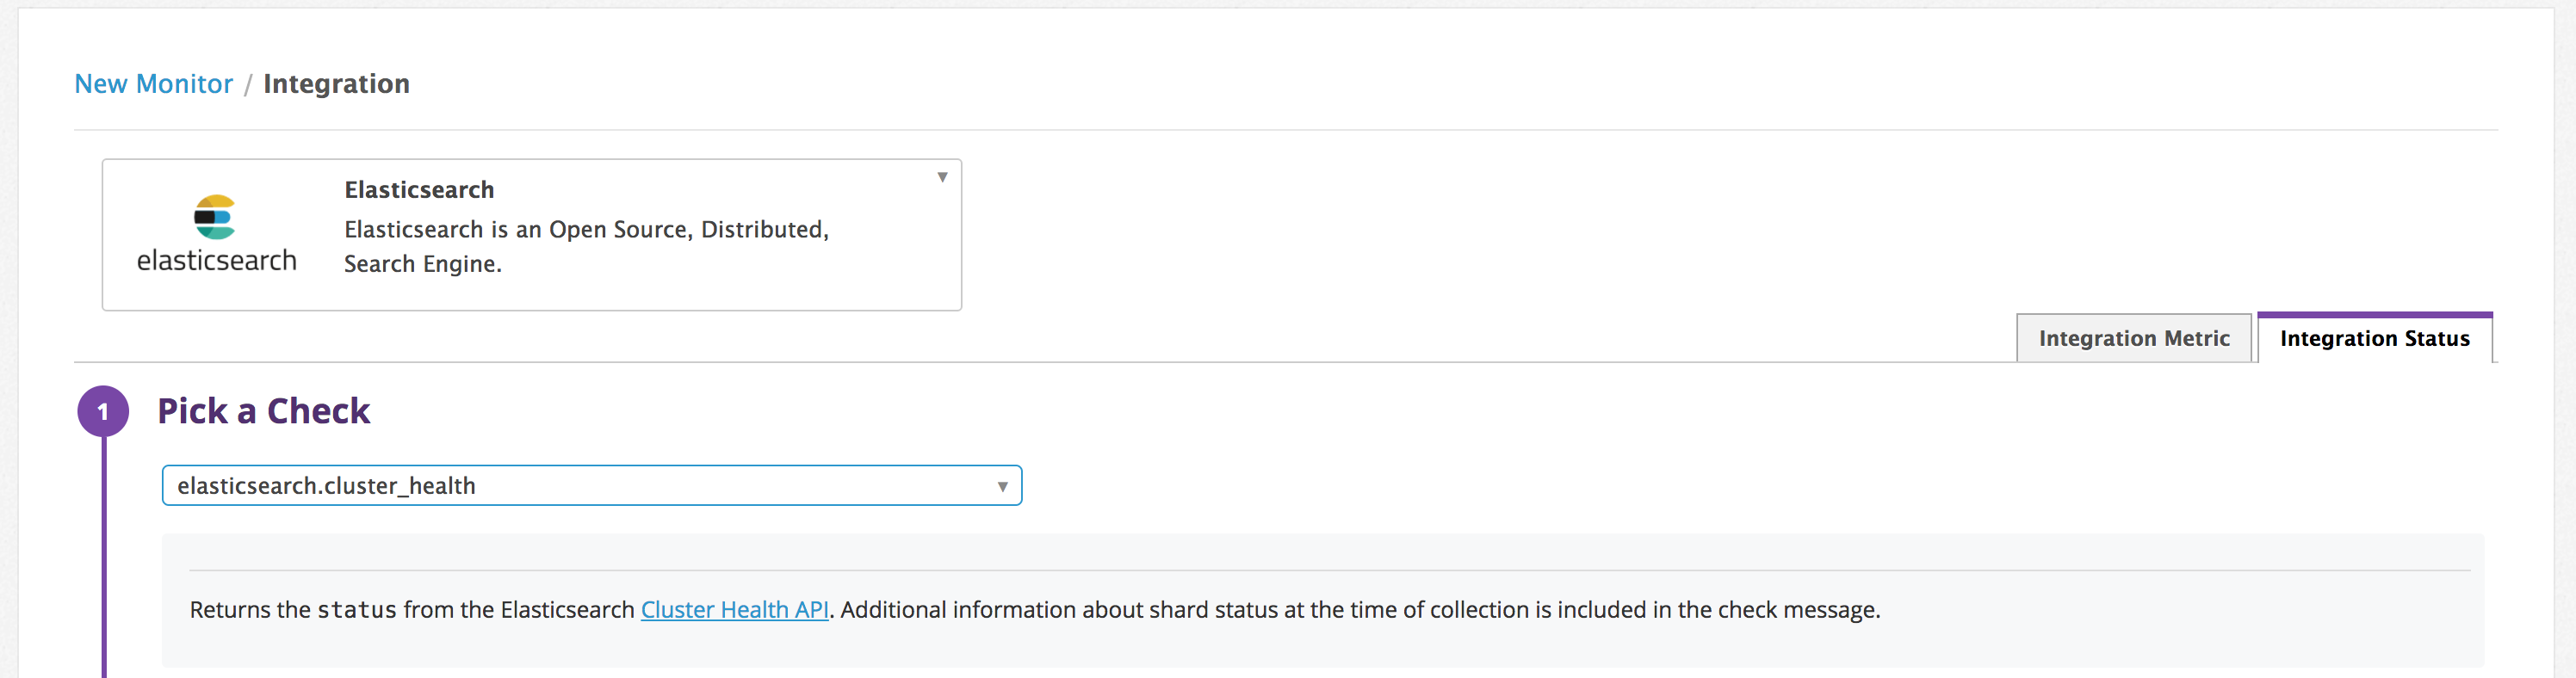 New Monitor / Integration
Elasticsearch
Elasticsearch is an Open Source, Distributed,
Search Engine.
elasticsearch
Integration Metric
Integration Status
1
Pick a Check
elasticsearch.cluster_health
Returns the status from the Elasticsearch Cluster Health API. Additional information about shard status at the time of collection is included in the check message.